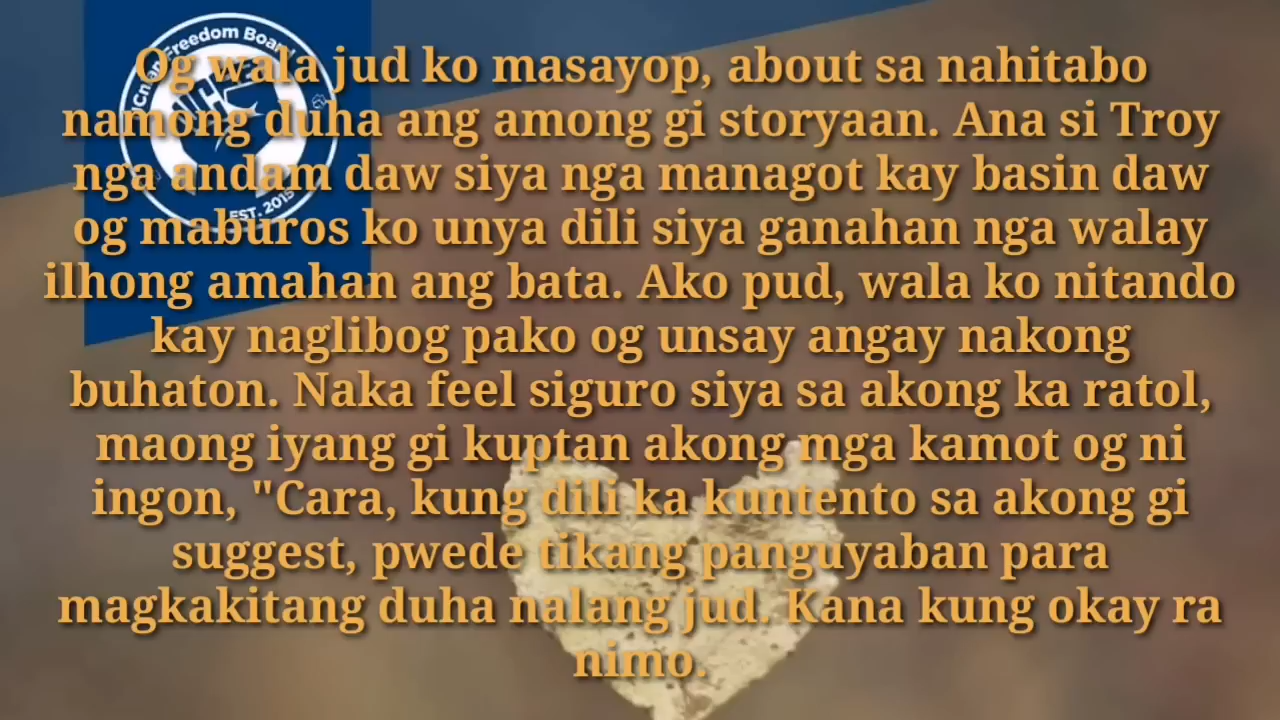 Freedom Board
Og wala jud ko masayop, about sa nahitabo
namong duha ang among gi storyaan. Ana si Troy
nga andam daw siya nga managot kay basin daw
og maburos ko unya dili siya ganahan nga walay
ilhong amahan ang bata. Ako pud, wala ko nitando
kay naglibog pako og unsay angay nakong
buhaton. Naka feel siguro siya sa akong ka ratol,
maong iyang gi kuptan akong mga kamot og ni
ingon, "Cara, kung dili ka kuntento sa akong gi
suggest, pwede tikang panguyaban para
magkakitang duha nalang jud. Kana kung okay ra
nimo.
EST. 2015